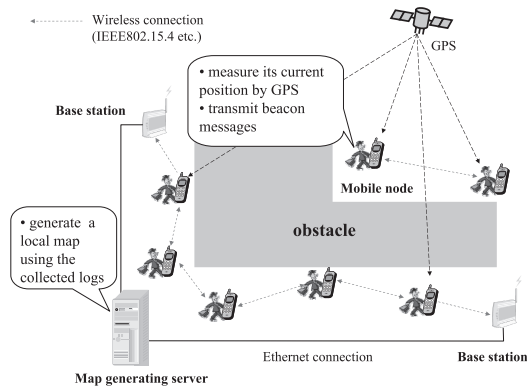 Wireless connection
(IEEE802.15.4 etc.)
GPS
• measure its current
position by GPS
• transmit beacon
messages
Base station
Mobile node
• generate a
local map
using the
collected logs
obstacle
Ethernet connection
Base station
Map generating server